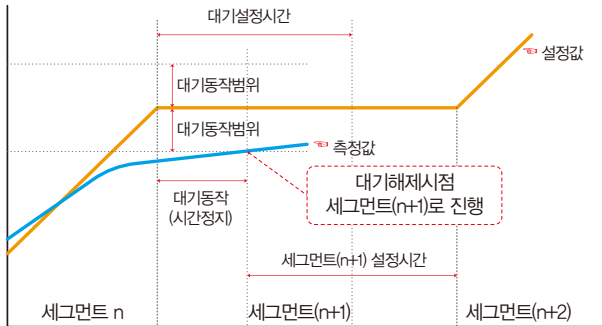 대기설정시간
☜ 설정값
대기동작범위
대기동작범위
☜ 측정값
대기해제시점
세그먼트(n+1)로 진행
대기동작
(시간정지)
세그먼트(n+1) 설정시간
세그먼트 n
세그먼트(n+1)
세그먼트(n+2)